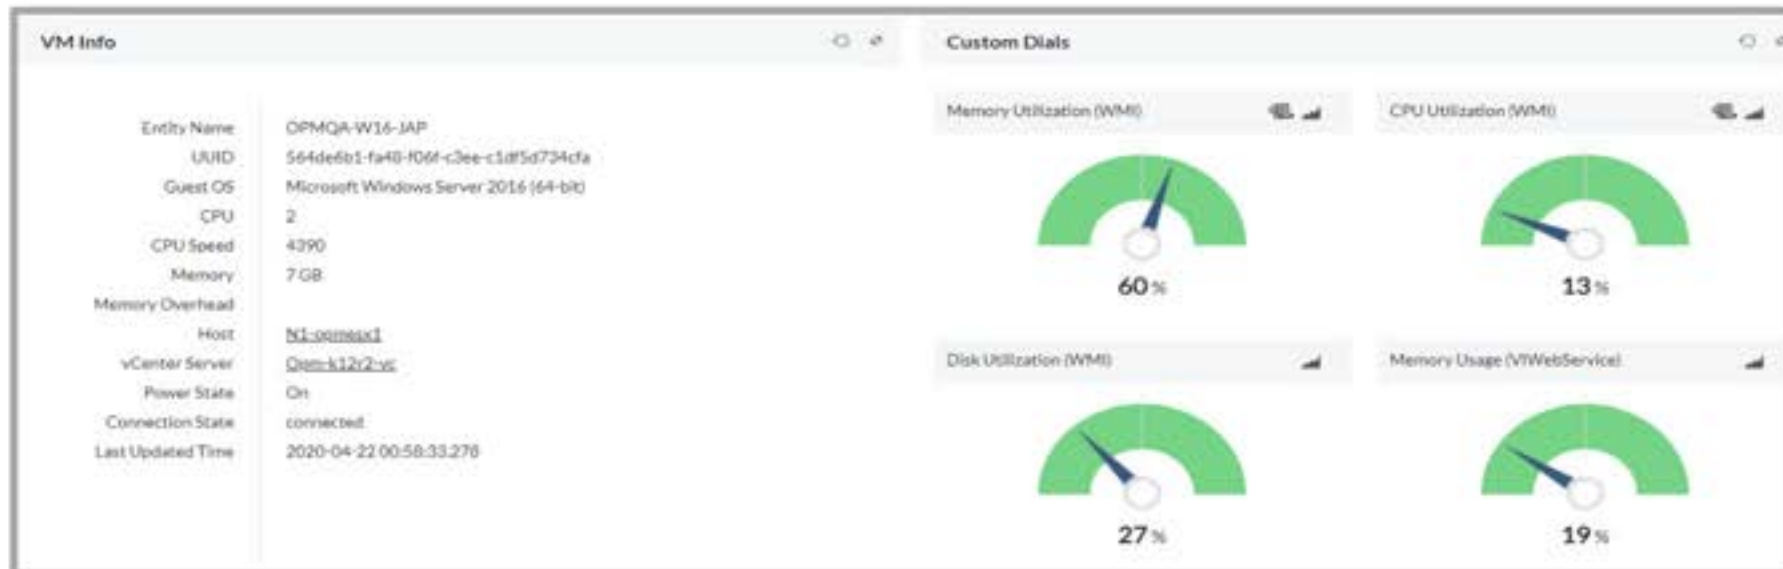 VM Info
Entity Name OPMQA-W16-JAP
UUID 564de6b1-fa48-f06f-c3ee-c1df5d734cfa
Guest OS Microsoft Windows Server 2016 (64-bit)
CPU 2
CPU Speed 4390
Memory 7 GB
Memory Overhead
Host N1-opmesx1
vCenter Server Opm-k12r2-vc
Power State On
Connection State connected
Last Updated Time 2020-04-22 00:58:33.278
Custom Dials
Memory Utilization (WMI)
60 %
CPU Utilization (WMI)
13 %
Disk Utilization (WMI)
27 %
Memory Usage (VIWebService)
19 %